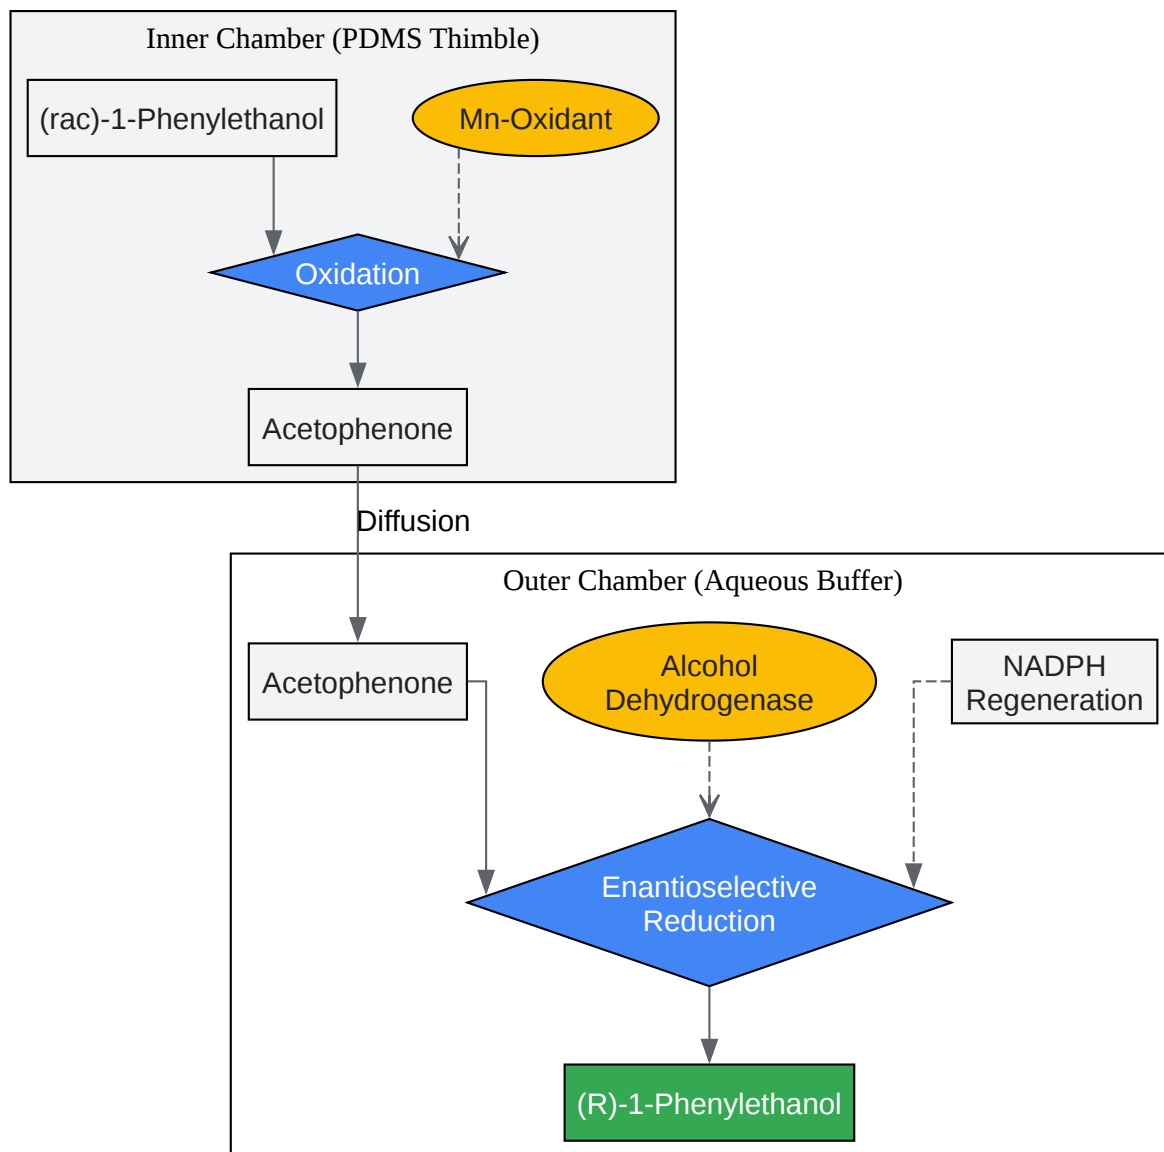 Inner Chamber (PDMS Thimble)
(rac)-1-Phenylethanol
Mn-Oxidant
Oxidation
Acetophenone
Diffusion
Outer Chamber (Aqueous Buffer)
Acetophenone
Alcohol
Dehydrogenase
NADPH
Regeneration
Enantioselective
Reduction
(R)-1-Phenylethanol